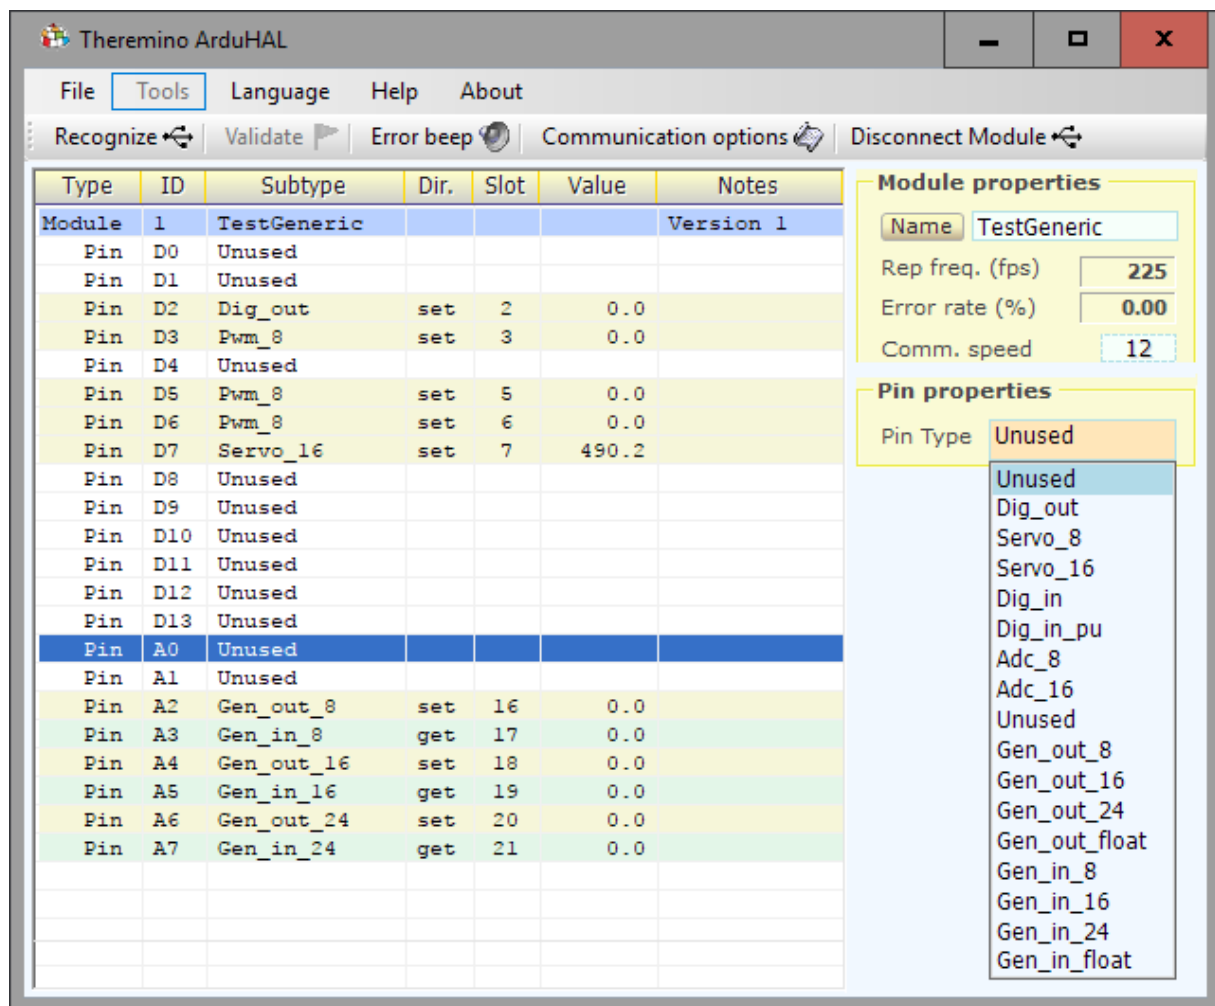 Theremino ArduHAL
File Tools Language Help About
Recognize Validate Error beep Communication options Disconnect Module
Type ID Subtype Dir. Slot Value Notes
Module 1 TestGeneric Version 1
Pin D0 Unused
Pin D1 Unused
Pin D2 Dig_out set 2 0.0
Pin D3 Pwm_8 set 3 0.0
Pin D4 Unused
Pin D5 Pwm_8 set 5 0.0
Pin D6 Pwm_8 set 6 0.0
Pin D7 Servo_16 set 7 490.2
Pin D8 Unused
Pin D9 Unused
Pin D10 Unused
Pin D11 Unused
Pin D12 Unused
Pin D13 Unused
Pin A0 Unused
Pin A1 Unused
Pin A2 Gen_out_8 set 16 0.0
Pin A3 Gen_in_8 get 17 0.0
Pin A4 Gen_out_16 set 18 0.0
Pin A5 Gen_in_16 get 19 0.0
Pin A6 Gen_out_24 set 20 0.0
Pin A7 Gen_in_24 get 21 0.0
Module properties
Name TestGeneric
Rep freq. (fps) 225
Error rate (%) 0.00
Comm. speed 12
Pin properties
Pin Type Unused
Unused
Dig_out
Servo_8
Servo_16
Dig_in
Dig_in_pu
Adc_8
Adc_16
Unused
Gen_out_8
Gen_out_16
Gen_out_24
Gen_out_float
Gen_in_8
Gen_in_16
Gen_in_24
Gen_in_float